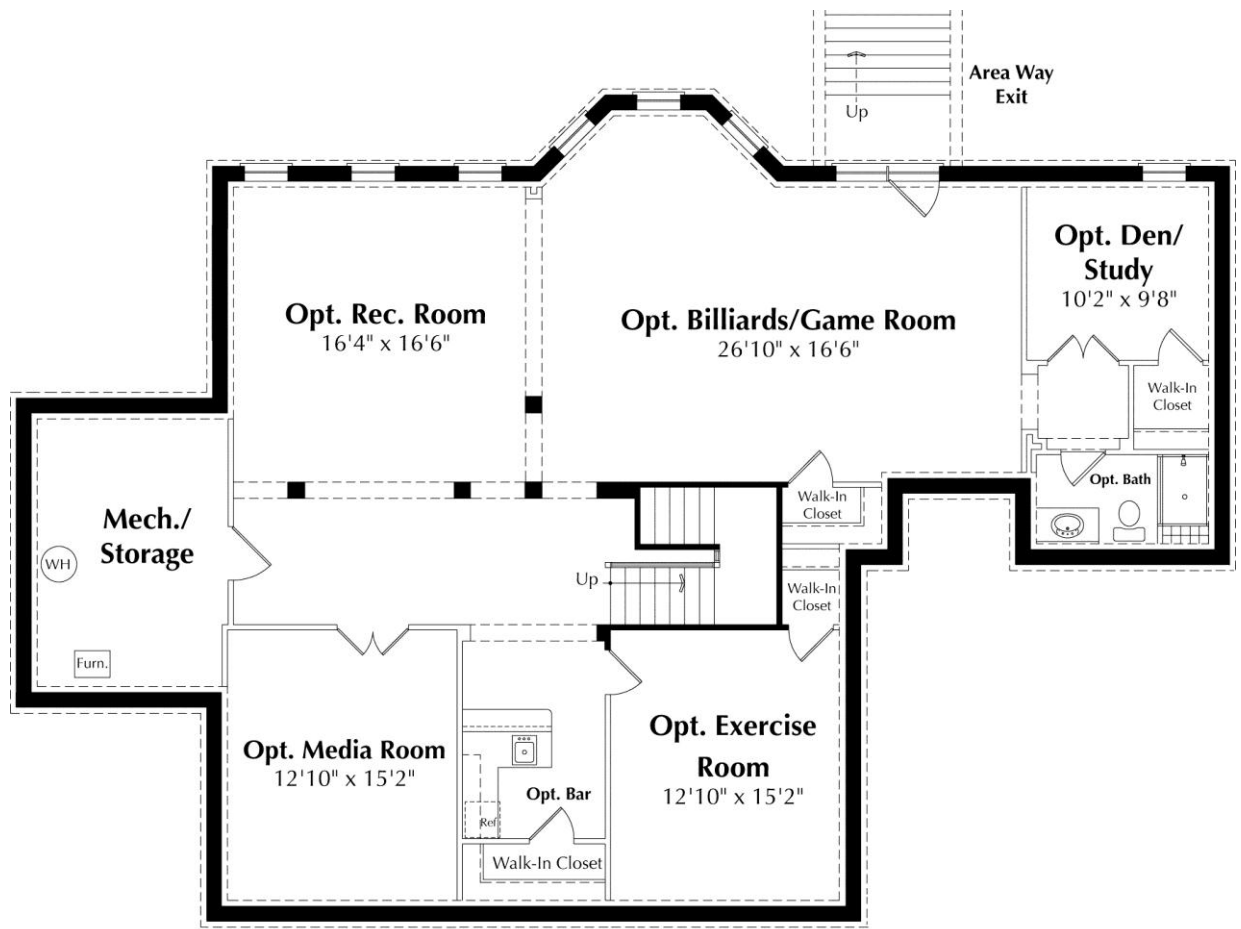 Area Way
Exit
Up
Opt. Den/
Study
10'2" x 9'8"
Opt. Rec. Room
16'4" x 16'6"
Opt. Billiards/Game Room
26'10" x 16'6"
Walk-In
Closet
Opt. Bath
Walk-In
Closet
Mech./
Storage
WH
Up
Walk-In
Closet
Furn.
Opt. Media Room
12'10" x 15'2"
Opt. Bar
Ref
Walk-In Closet
Opt. Exercise
Room
12'10" x 15'2"